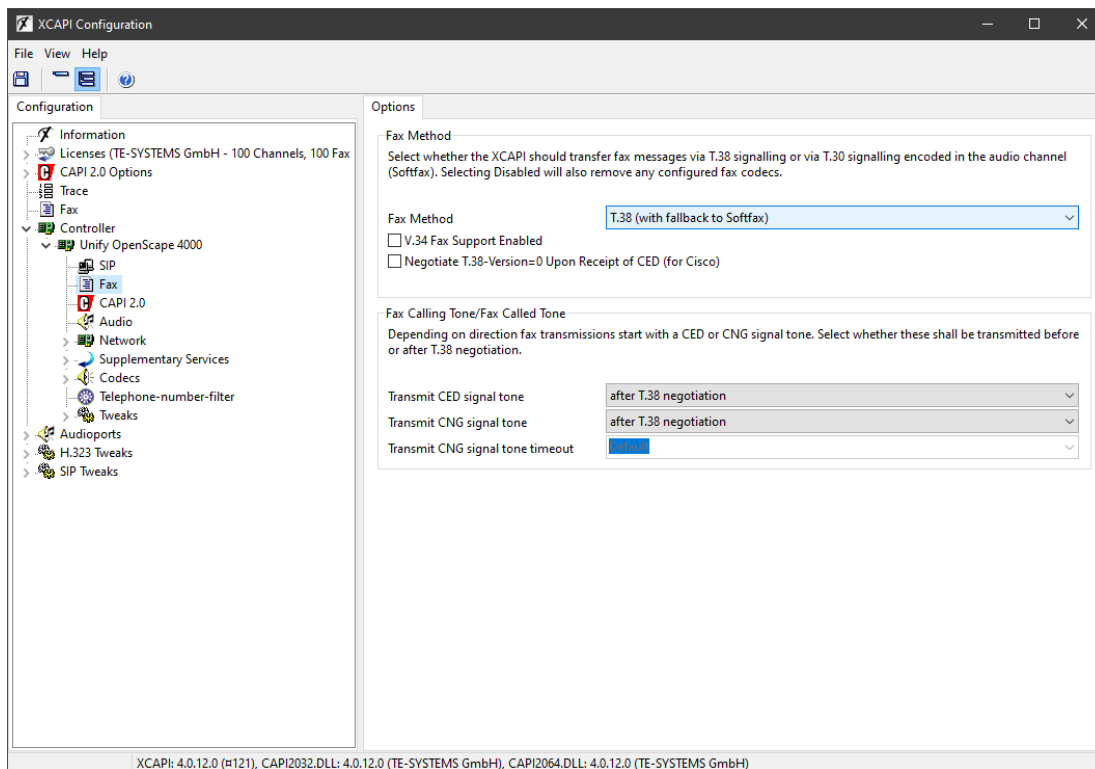 XCAPI Configuration
File View Help
Configuration
Information
Licenses (TE-SYSTEMS GmbH - 100 Channels, 100 Fax
CAPI 2.0 Options
Trace
Fax
Controller
Unify OpenScape 4000
SIP
Fax
CAPI 2.0
Audio
Network
Supplementary Services
Codecs
Telephone-number-filter
Tweaks
Audioports
H.323 Tweaks
SIP Tweaks
Options
Fax Method
Select whether the XCAPI should transfer fax messages via T.38 signalling or via T.30 signalling encoded in the audio channel
(Softfax). Selecting Disabled will also remove any configured fax codecs.
Fax Method T.38 (with fallback to Softfax)
V.34 Fax Support Enabled
Negotiate T.38-Version=0 Upon Receipt of CED (for Cisco)
Fax Calling Tone/Fax Called Tone
Depending on direction fax transmissions start with a CED or CNG signal tone. Select whether these shall be transmitted before
or after T.38 negotiation.
Transmit CED signal tone after T.38 negotiation
Transmit CNG signal tone after T.38 negotiation
Transmit CNG signal tone timeout Default
XCAPI: 4.0.12.0 (¤121), CAPI2032.DLL: 4.0.12.0 (TE-SYSTEMS GmbH), CAPI2064.DLL: 4.0.12.0 (TE-SYSTEMS GmbH)